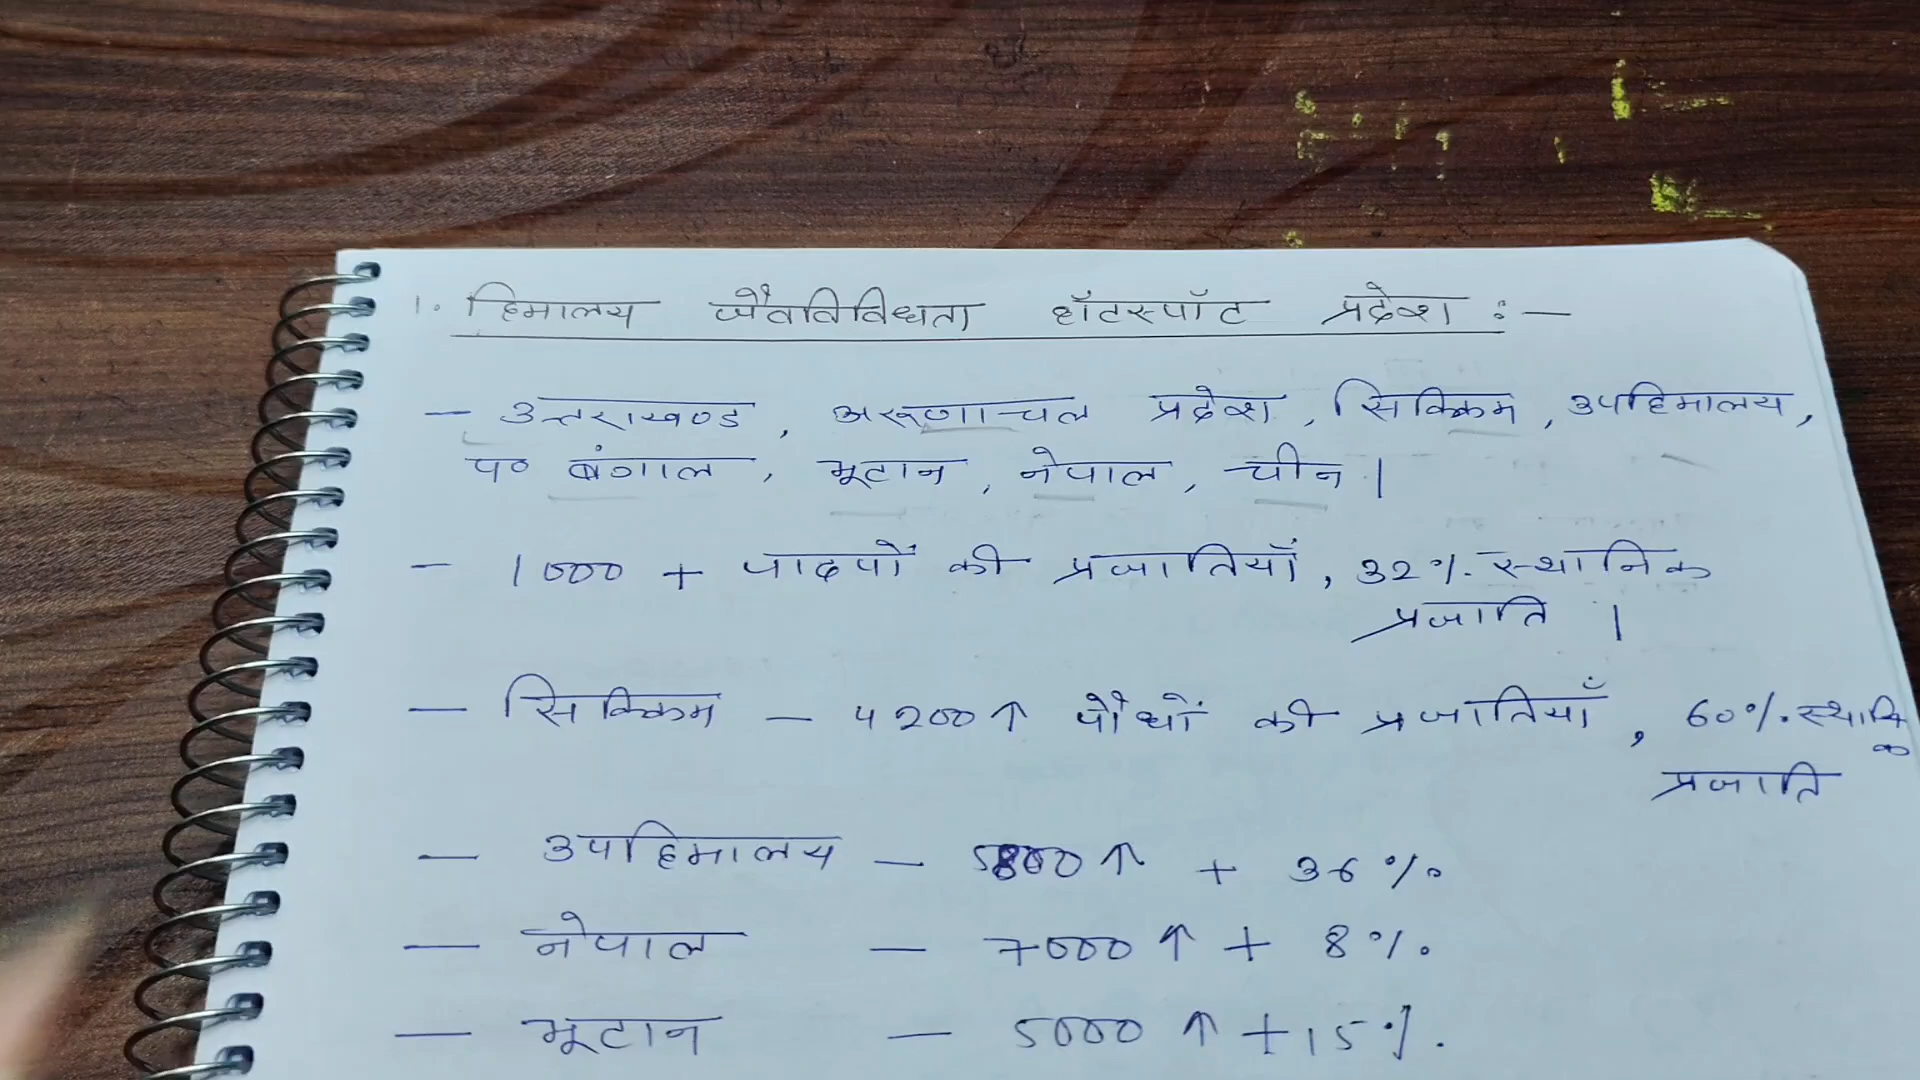 1. हिमालय जैवविविधता हॉटस्पॉट प्रदेश :-
- उत्तराखण्ड, अरूणाचल प्रदेश, सिक्किम, उपहिमालय,
प० बंगाल, भूटान, नेपाल, चीन।
- 1000 + पादपों की प्रजातियाँ, 32% स्थानिक
प्रजाति ।
- सिक्किम - 4200↑ पौधों की प्रजातियाँ, 60% स्थानिक
प्रजाति
- उपहिमालय - 5800↑ + 36%
- नेपाल - 7000↑ + 8%
- भूटान - 5000↑ + 15%.